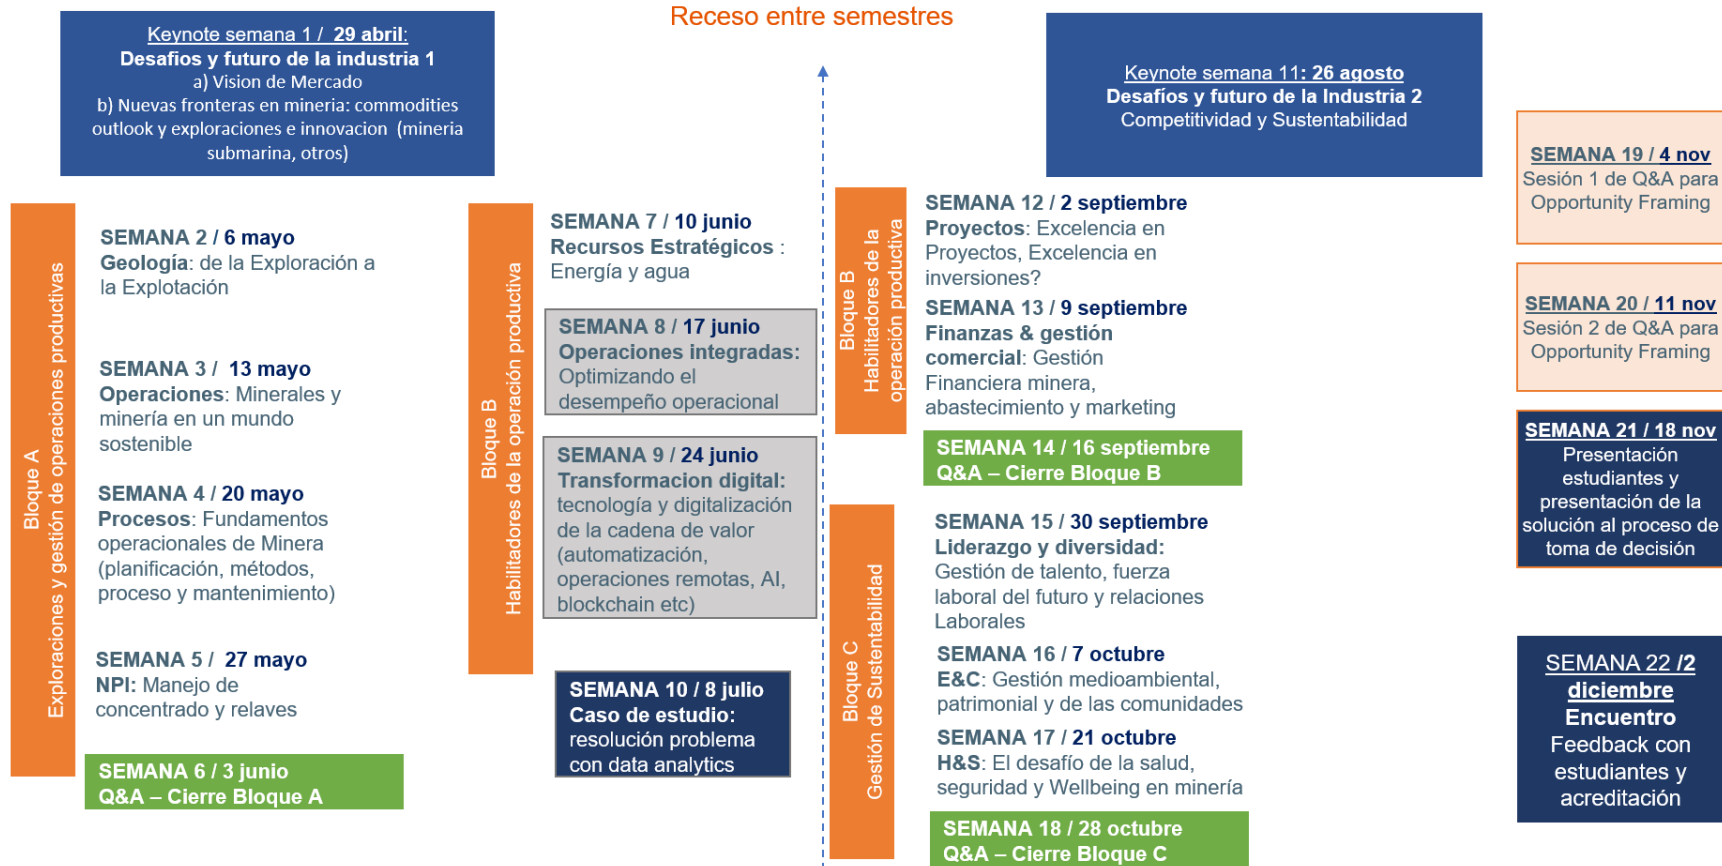 Receso entre semestres
Keynote semana 1 / 29 abril:
Desafios y futuro de la industria 1
a) Vision de Mercado
b) Nuevas fronteras en mineria: commodities
outlook y exploraciones e innovacion (mineria
submarina, otros)
Bloque A
Exploraciones y gestión de operaciones productivas
SEMANA 2 / 6 mayo
Geología: de la Exploración a
la Explotación
SEMANA 3 / 13 mayo
Operaciones: Minerales y
minería en un mundo
sostenible
SEMANA 4 / 20 mayo
Procesos: Fundamentos
operacionales de Minera
(planificación, métodos,
proceso y mantenimiento)
SEMANA 5 / 27 mayo
NPI: Manejo de
concentrado y relaves
SEMANA 6 / 3 junio
Q&A – Cierre Bloque A
Bloque B
Habilitadores de la operación productiva
SEMANA 7 / 10 junio
Recursos Estratégicos :
Energía y agua
SEMANA 8 / 17 junio
Operaciones integradas:
Optimizando el
desempeño operacional
SEMANA 9 / 24 junio
Transformacion digital:
tecnología y digitalización
de la cadena de valor
(automatización,
operaciones remotas, AI,
blockchain etc)
SEMANA 10 / 8 julio
Caso de estudio:
resolución problema
con data analytics
Keynote semana 11: 26 agosto
Desafíos y futuro de la Industria 2
Competitividad y Sustentabilidad
Bloque B
Habilitadores de la
operación productiva
SEMANA 12 / 2 septiembre
Proyectos: Excelencia en
Proyectos, Excelencia en
inversiones?
SEMANA 13 / 9 septiembre
Finanzas & gestión
comercial: Gestión
Financiera minera,
abastecimiento y marketing
SEMANA 14 / 16 septiembre
Q&A – Cierre Bloque B
Bloque C
Gestión de Sustentabilidad
SEMANA 15 / 30 septiembre
Liderazgo y diversidad:
Gestión de talento, fuerza
laboral del futuro y relaciones
Laborales
SEMANA 16 / 7 octubre
E&C: Gestión medioambiental,
patrimonial y de las comunidades
SEMANA 17 / 21 octubre
H&S: El desafío de la salud,
seguridad y Wellbeing en minería
SEMANA 18 / 28 octubre
Q&A – Cierre Bloque C
SEMANA 19 / 4 nov
Sesión 1 de Q&A para
Opportunity Framing
SEMANA 20 / 11 nov
Sesión 2 de Q&A para
Opportunity Framing
SEMANA 21 / 18 nov
Presentación
estudiantes y
presentación de la
solución al proceso de
toma de decisión
SEMANA 22 /2
diciembre
Encuentro
Feedback con
estudiantes y
acreditación